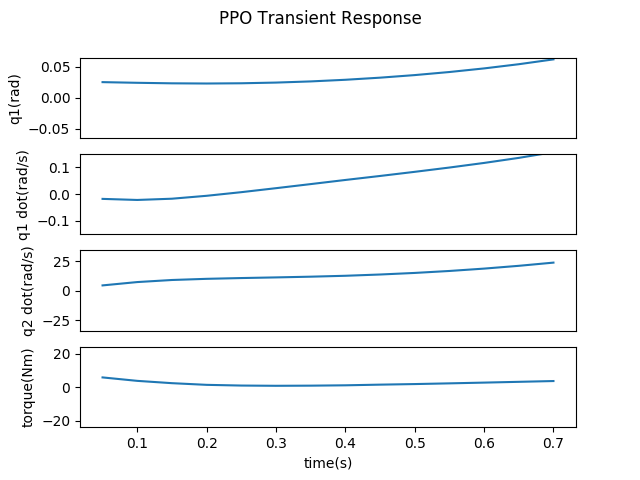 PPO Transient Response
q1(rad)
0.05
0.00
−0.05
q1 dot(rad/s)
0.1
0.0
−0.1
q2 dot(rad/s)
25
0
−25
torque(Nm)
20
0
−20
0.1 0.2 0.3 0.4 0.5 0.6 0.7
time(s)